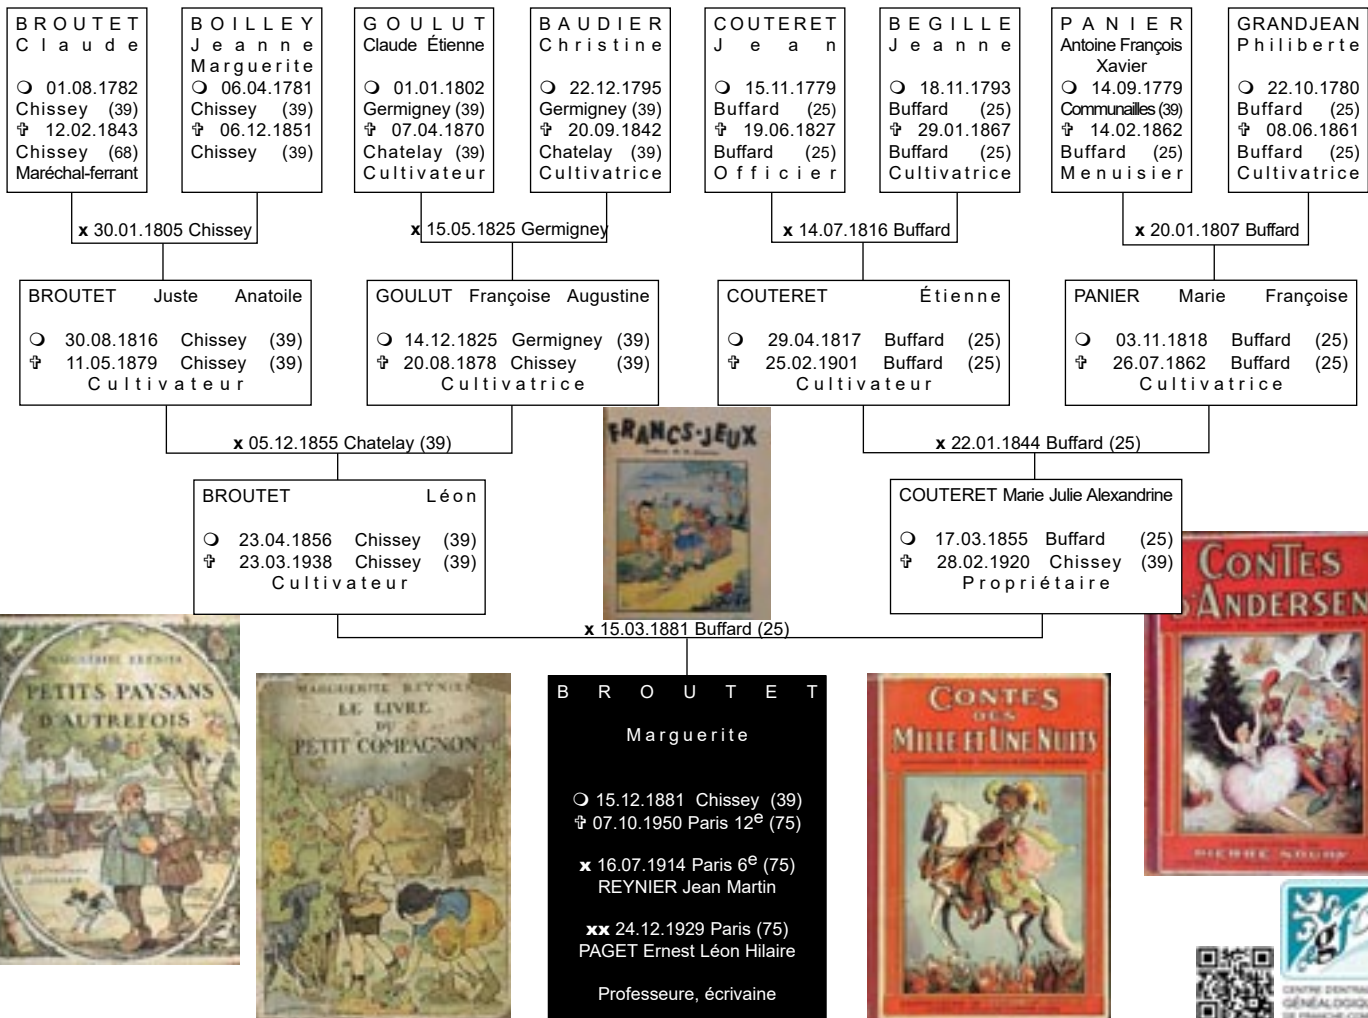 BROUTET
Claude
❍ 01.08.1782
Chissey (39)
✞ 12.02.1843
Chissey (68)
Maréchal-ferrant
BOILLEY
Jeanne
Marguerite
❍ 06.04.1781
Chissey (39)
✞ 06.12.1851
Chissey (39)
GOULUT
Claude Étienne
❍ 01.01.1802
Germigney (39)
✞ 07.04.1870
Chatelay (39)
Cultivateur
BAUDIER
Christine
❍ 22.12.1795
Germigney (39)
✞ 20.09.1842
Chatelay (39)
Cultivatrice
COUTERET
Jean
❍ 15.11.1779
Buffard (25)
✞ 19.06.1827
Buffard (25)
Officier
BEGILLE
Jeanne
❍ 18.11.1793
Buffard (25)
✞ 29.01.1867
Buffard (25)
Cultivatrice
PANIER
Antoine François
Xavier
❍ 14.09.1779
Communailles (39)
✞ 14.02.1862
Buffard (25)
Menuisier
GRANDJEAN
Philiberte
❍ 22.10.1780
Buffard (25)
✞ 08.06.1861
Buffard (25)
Cultivatrice
x 30.01.1805 Chissey
x 15.05.1825 Germigney
x 14.07.1816 Buffard
x 20.01.1807 Buffard
BROUTET Juste Anatoile
❍ 30.08.1816 Chissey (39)
✞ 11.05.1879 Chissey (39)
Cultivateur
GOULUT Françoise Augustine
❍ 14.12.1825 Germigney (39)
✞ 20.08.1878 Chissey (39)
Cultivatrice
COUTERET Étienne
❍ 29.04.1817 Buffard (25)
✞ 25.02.1901 Buffard (25)
Cultivateur
PANIER Marie Françoise
❍ 03.11.1818 Buffard (25)
✞ 26.07.1862 Buffard (25)
Cultivatrice
x 05.12.1855 Chatelay (39)
FRANCS-JEUX
x 22.01.1844 Buffard (25)
BROUTET Léon
❍ 23.04.1856 Chissey (39)
✞ 23.03.1938 Chissey (39)
Cultivateur
COUTERET Marie Julie Alexandrine
❍ 17.03.1855 Buffard (25)
✞ 28.02.1920 Chissey (39)
Propriétaire
x 15.03.1881 Buffard (25)
MARGUERITE REYNIER
PETITS PAYSANS
D'AUTREFOIS
MARGUERITE REYNIER
LE LIVRE
DU
PETIT COMPAGNON
BROUTET
Marguerite
❍ 15.12.1881 Chissey (39)
✞ 07.10.1950 Paris 12e (75)
x 16.07.1914 Paris 6e (75)
REYNIER Jean Martin
xx 24.12.1929 Paris (75)
PAGET Ernest Léon Hilaire
Professeure, écrivaine
CONTES
DES
MILLE ET UNE NUITS
CONTES
D'ANDERSEN
PIERRE NOURY
CENTRE D'ENTRAIDE
GÉNÉALOGIQUE
DE FRANCHE-COMTÉ